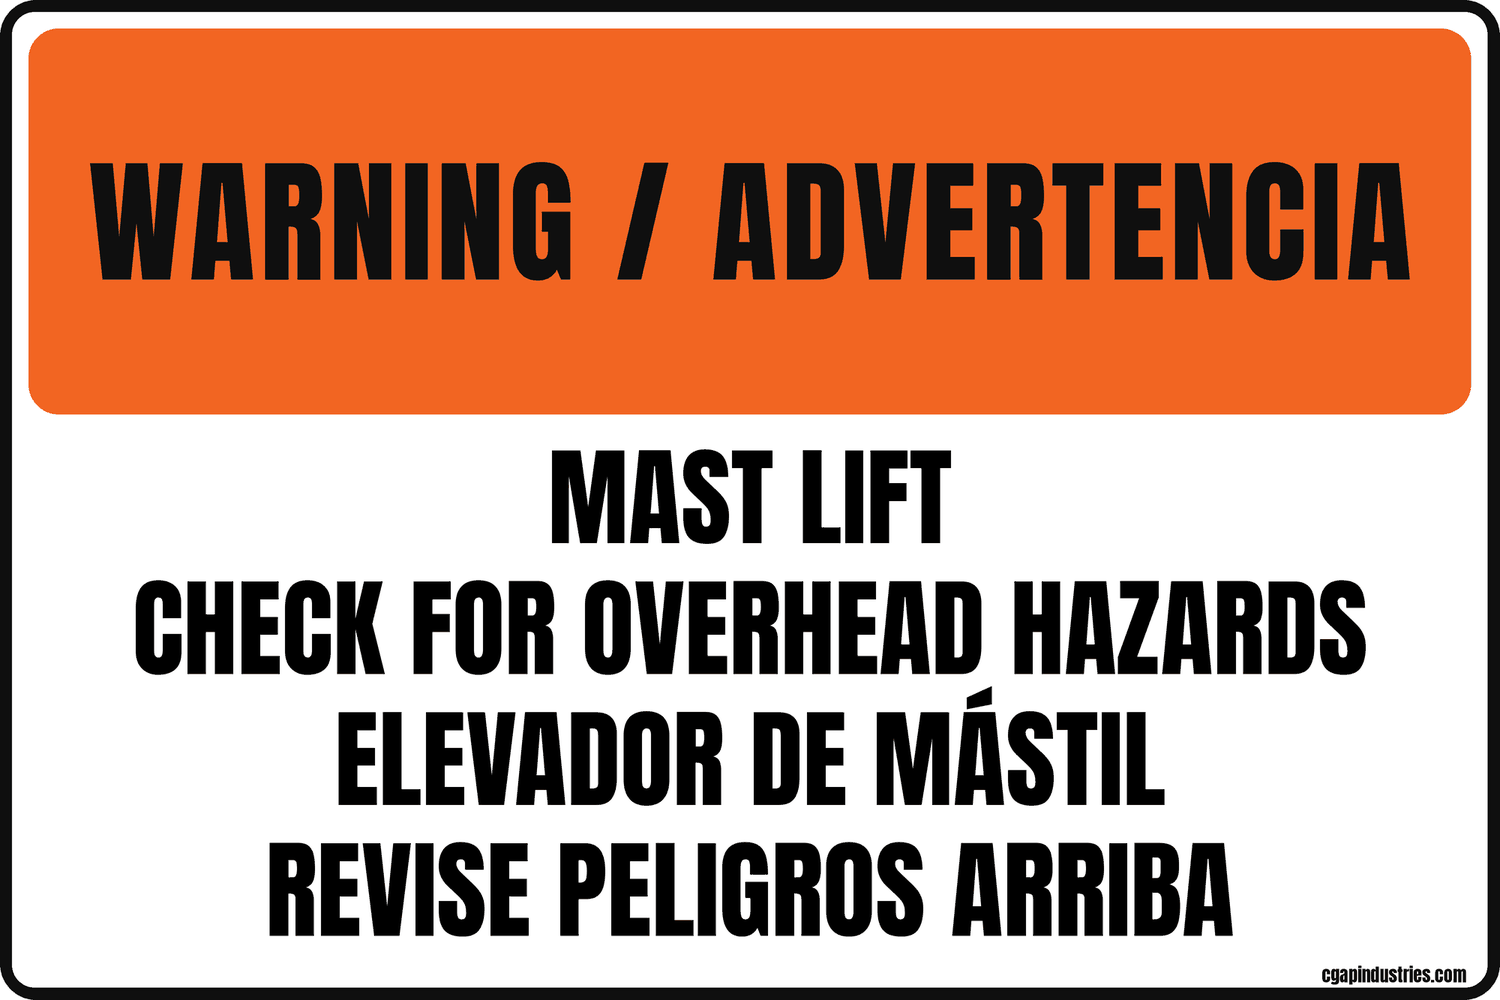 WARNING / ADVERTENCIA
MAST LIFT
CHECK FOR OVERHEAD HAZARDS
ELEVADOR DE MÁSTIL
REVISE PELIGROS ARRIBA
cgapindustries.com